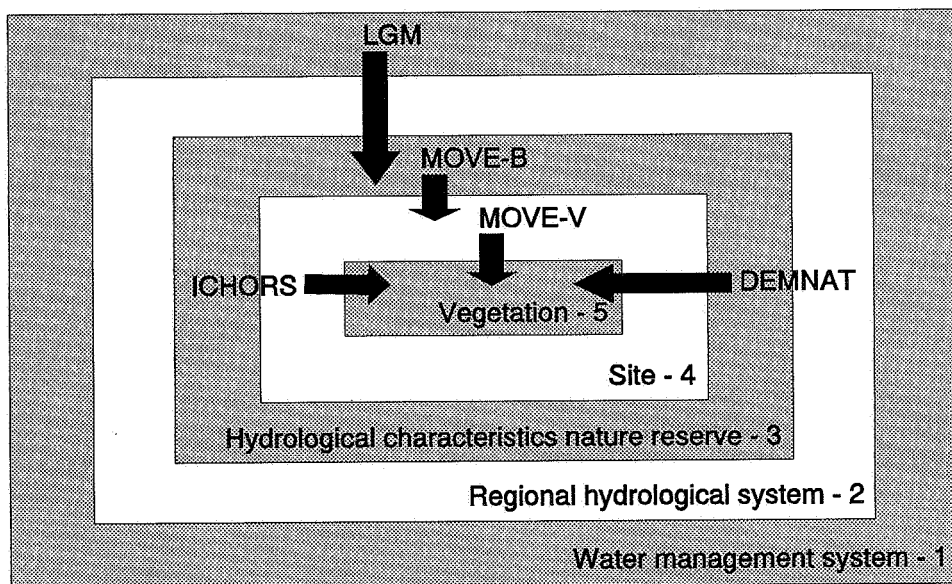 LGM
MOVE-B
MOVE-V
ICHORS
DEMNAT
Vegetation - 5
Site - 4
Hydrological characteristics nature reserve - 3
Regional hydrological system - 2
Water management system - 1